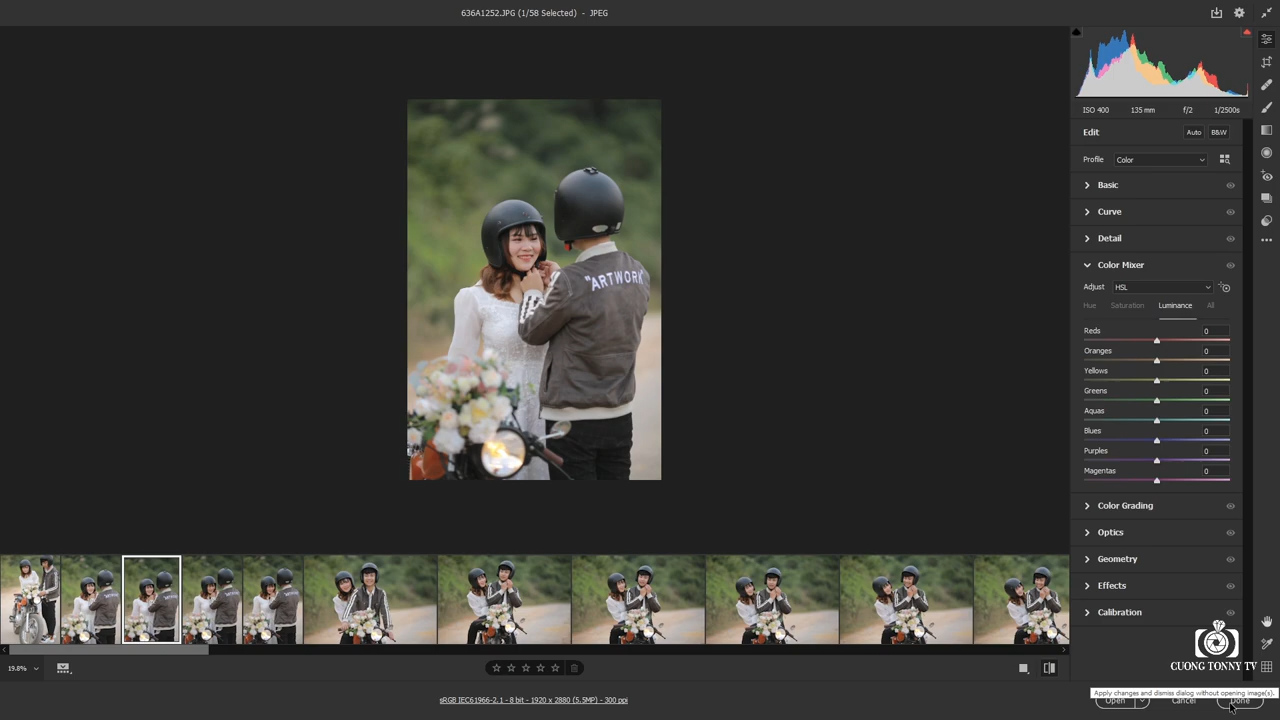 636A1252.JPG (1/58 Selected) - JPEG
ISO 400 135 mm f/2 1/2500s
Edit Auto B&W
Profile Color
Basic
Curve
Detail
Color Mixer
Adjust HSL
Hue Saturation Luminance All
Reds 0
Oranges 0
Yellows 0
Greens 0
Aquas 0
Blues 0
Purples 0
Magentas 0
Color Grading
Optics
Geometry
Effects
Calibration
"ARTWORK"
CUONG TONNY TV
19.8%
Apply changes and dismiss dialog without opening image(s).
sRGB IEC61966-2.1 - 8 bit - 1920 x 2880 (5.5MP) - 300 ppi
Open Cancel Done